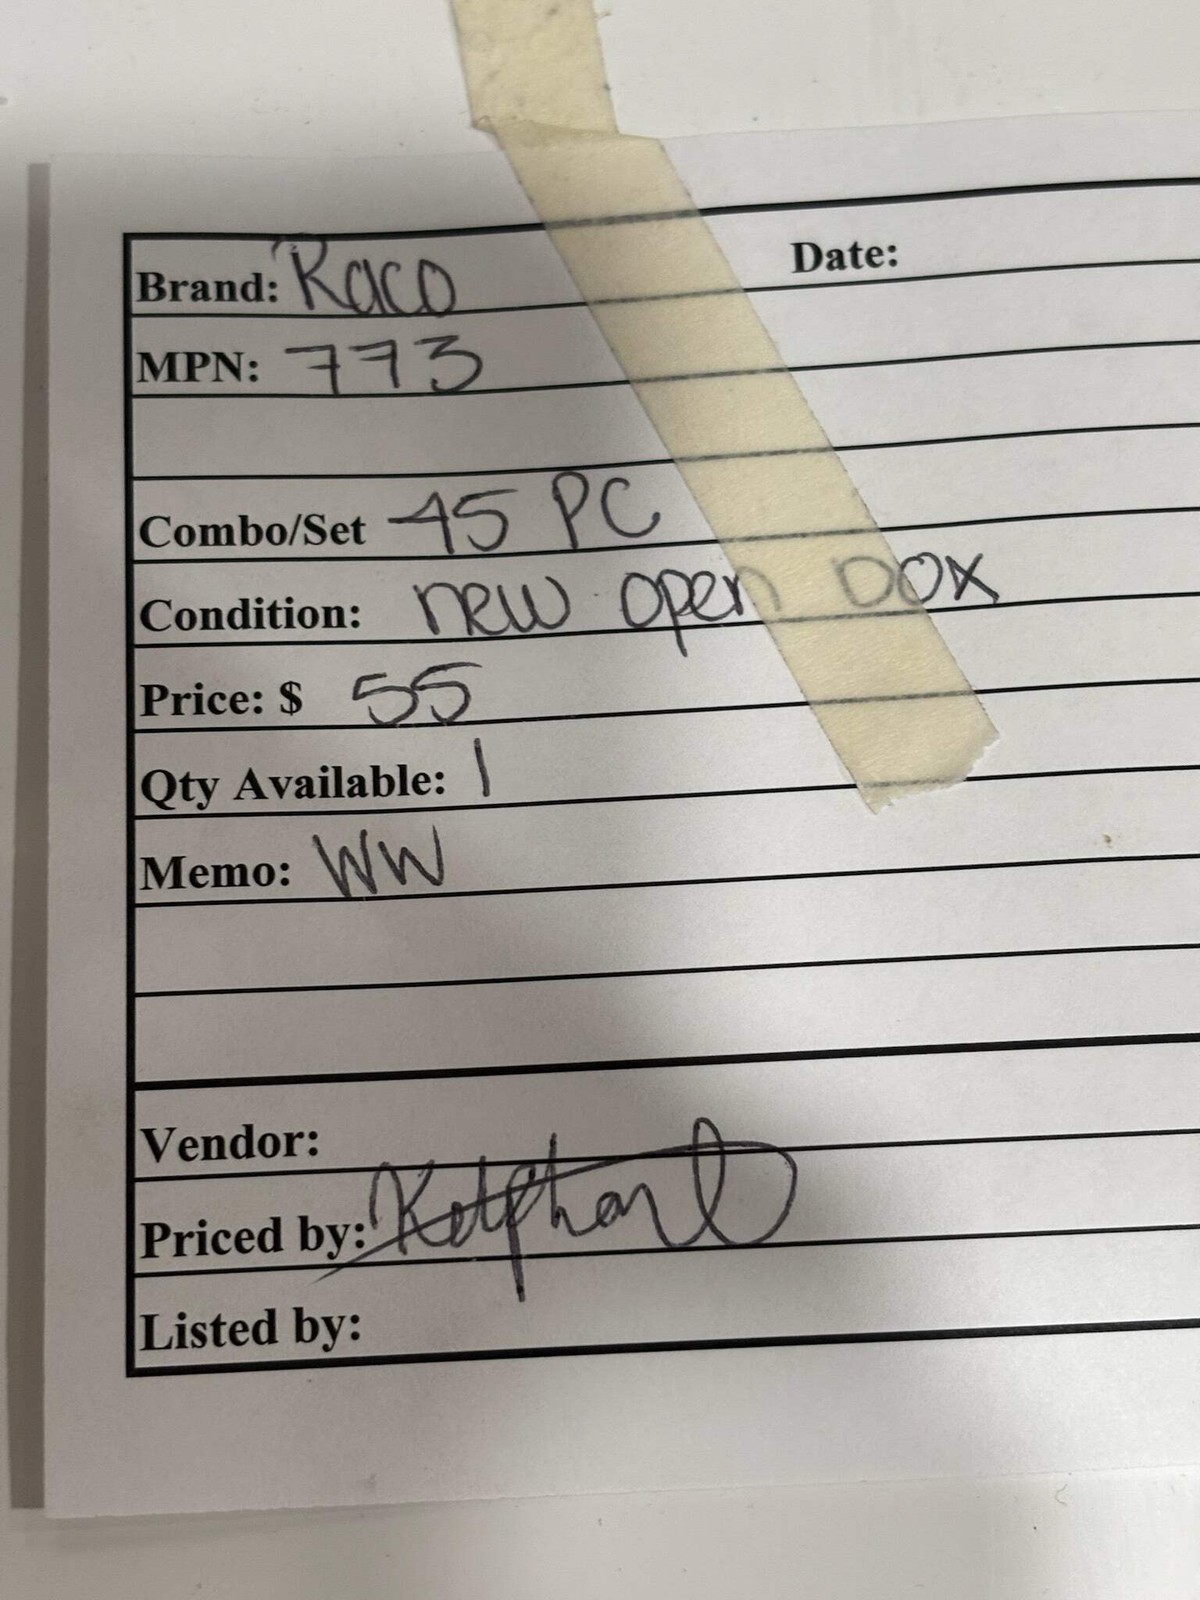 Brand: Raco Date:
MPN: 773
Combo/Set 45 PC
Condition: new open box
Price: $ 55
Qty Available: 1
Memo: WW
Vendor:
Priced by:
Listed by: